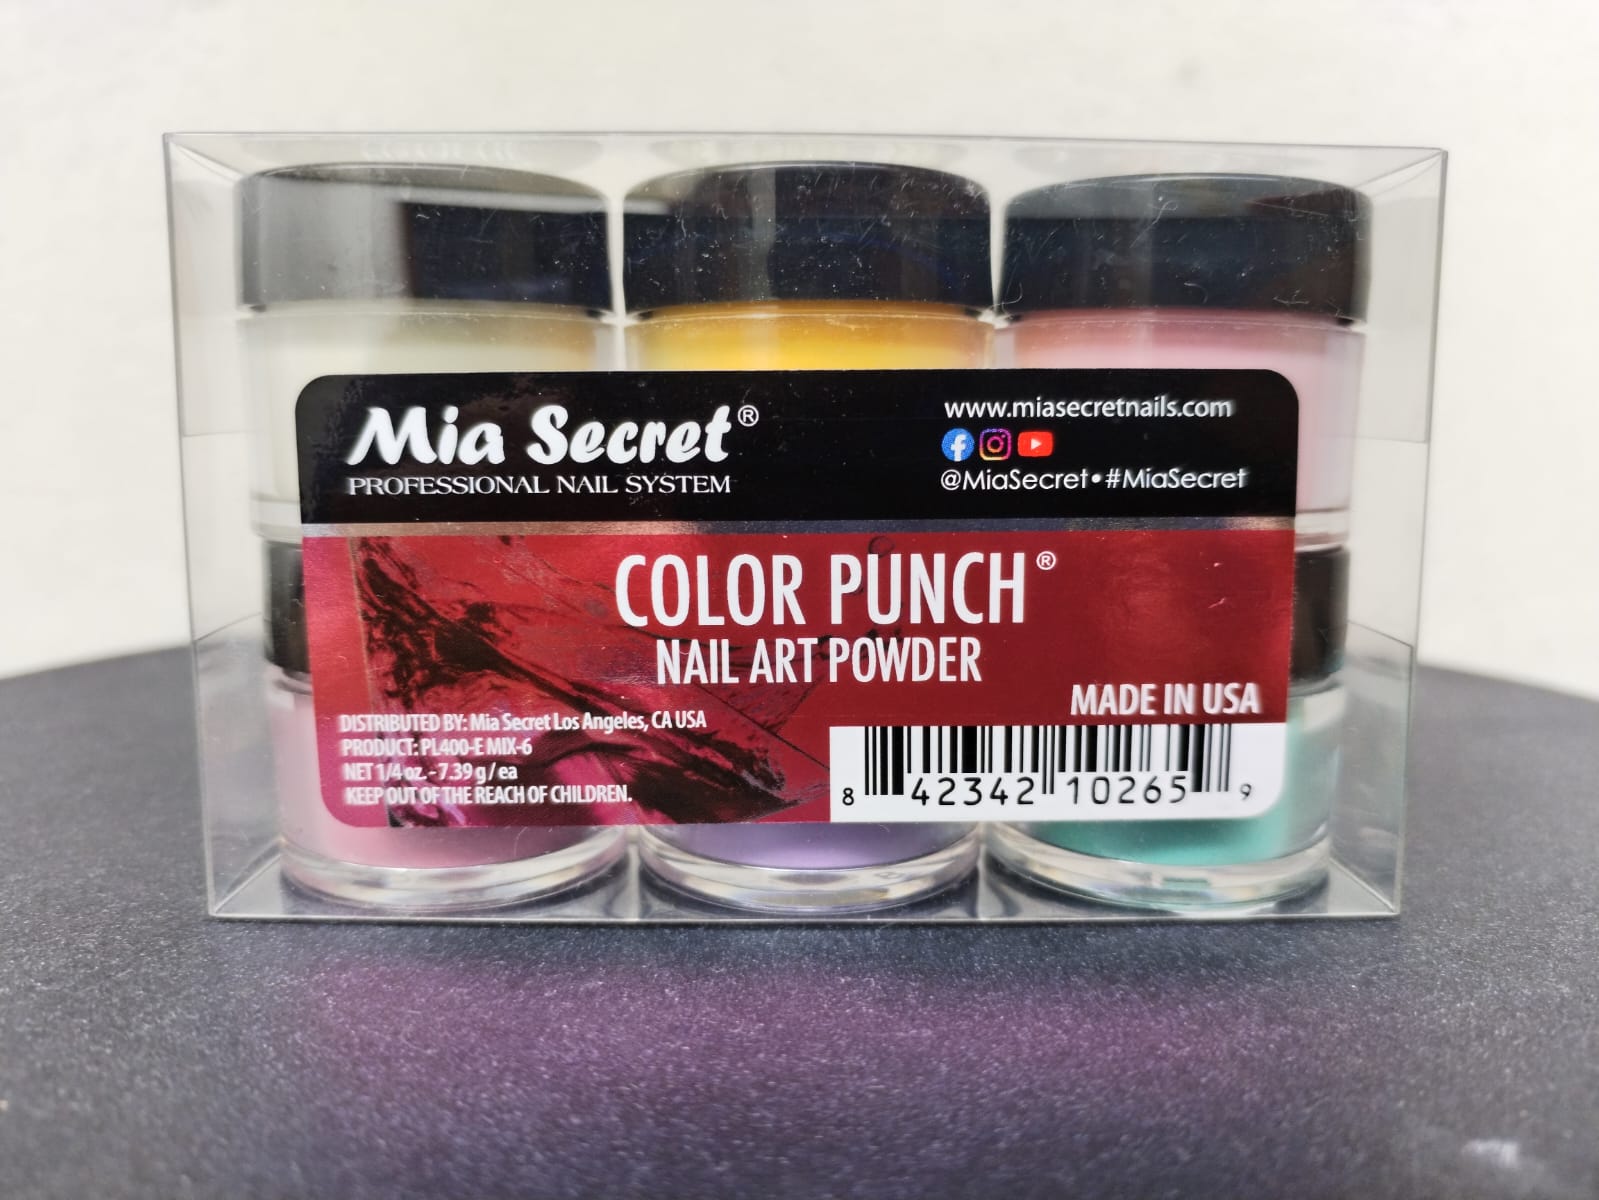 Mia Secret®
PROFESSIONAL NAIL SYSTEM
www.miasecretnails.com
@MiaSecret•#MiaSecret
COLOR PUNCH®
NAIL ART POWDER
MADE IN USA
DISTRIBUTED BY: Mia Secret Los Angeles, CA USA
PRODUCT: PL400-E MIX-6
NET 1/4 oz. - 7.39 g / ea
KEEP OUT OF THE REACH OF CHILDREN.
8 42342 10265 9